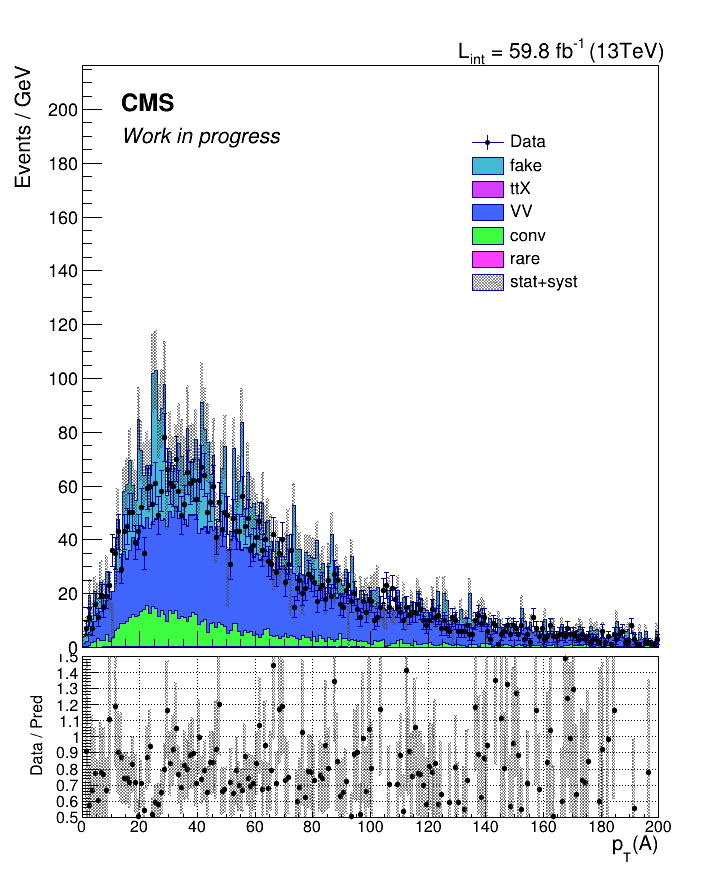 L_int = 59.8 fb^-1 (13TeV)
Events / GeV
CMS
Work in progress
Data
fake
ttX
VV
conv
rare
stat+syst
200
180
160
140
120
100
80
60
40
20
0
Data / Pred
1.5
1.4
1.3
1.2
1.1
1
0.9
0.8
0.7
0.6
0.5
0 20 40 60 80 100 120 140 160 180 200
p_T(A)